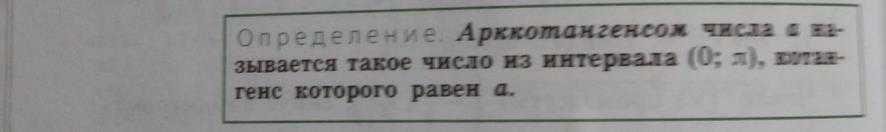 Определение. Арккотангенсом числа a на-
зывается такое число из интервала (0; π), котан-
генс которого равен a.